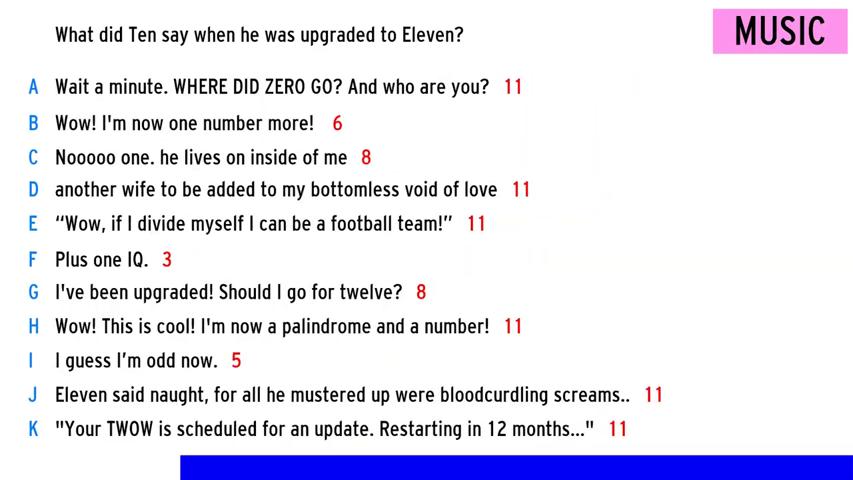 What did Ten say when he was upgraded to Eleven?
MUSIC
A Wait a minute. WHERE DID ZERO GO? And who are you? 11
B Wow! I'm now one number more! 6
C Nooooo one. he lives on inside of me 8
D another wife to be added to my bottomless void of love 11
E “Wow, if I divide myself I can be a football team!” 11
F Plus one IQ. 3
G I've been upgraded! Should I go for twelve? 8
H Wow! This is cool! I'm now a palindrome and a number! 11
I I guess I’m odd now. 5
J Eleven said naught, for all he mustered up were bloodcurdling screams.. 11
K "Your TWOW is scheduled for an update. Restarting in 12 months..." 11